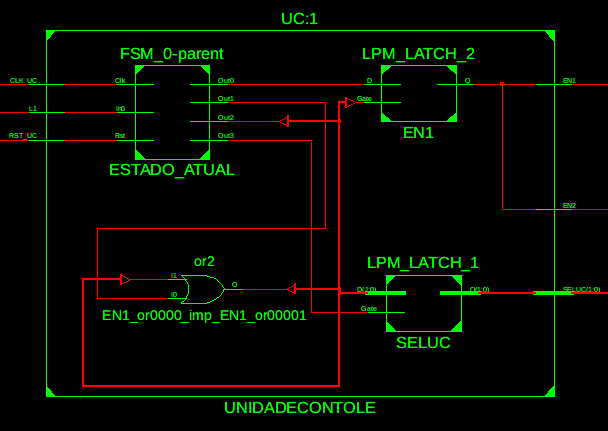 UC:1
FSM_0-parent
LPM_LATCH_2
CLK_UC
Clk
Out0
D
Q
EN1
Out1
Gate
L1
In0
Out2
RST_UC
Rst
Out3
EN1
ESTADO_ATUAL
EN2
or2
LPM_LATCH_1
I1
O
I0
D(1:0)
Q(1:0)
SELUC(1:0)
Gate
EN1_or0000_imp_EN1_or00001
SELUC
UNIDADECONTOLE